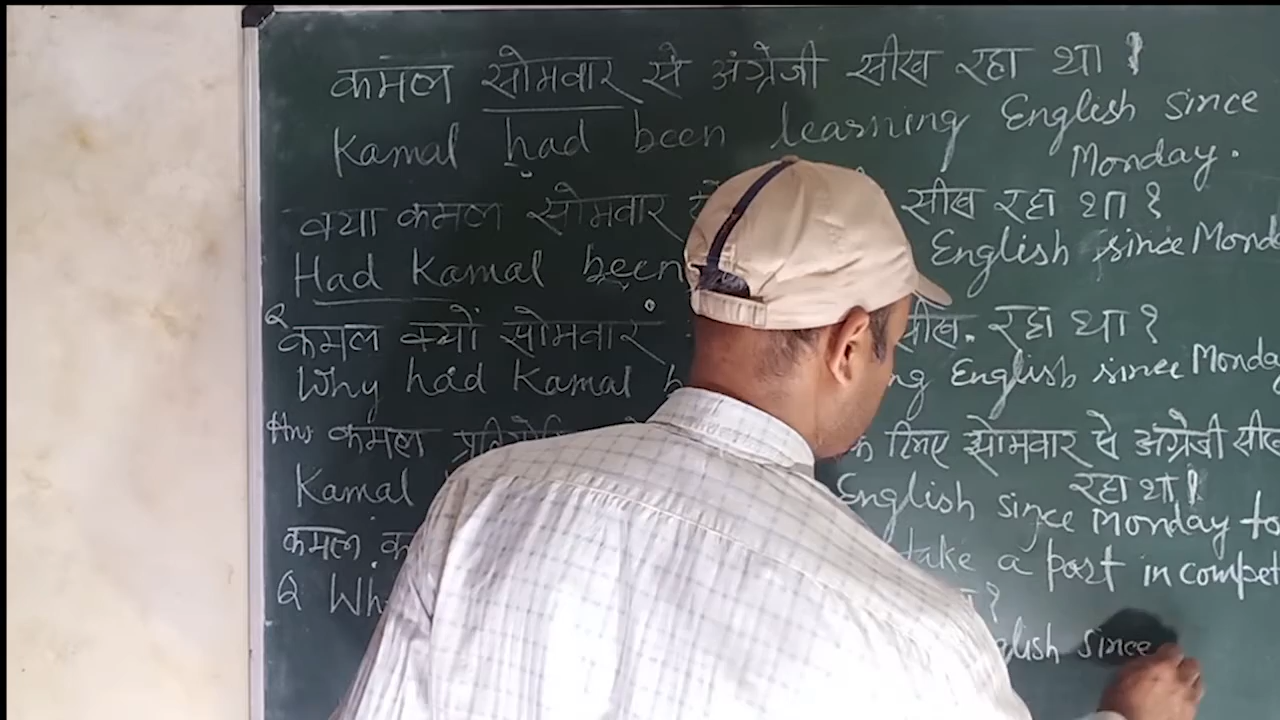 कमल सोमवार से अंग्रेजी सीख रहा था।
Kamal had been learning English since
Monday.
क्या कमल सोमवार सीख रहा था?
Had Kamal been English since Monda
Q
कमल क्यों सोमवार सीख. रहा था?
Why had Kamal b ng English since Monday
Ans कमल के लिए सोमवार से अंग्रेजी सीख
रहा था।
Kamal English since Monday to
take a part in compet
कमल क ?
Q Wh glish since